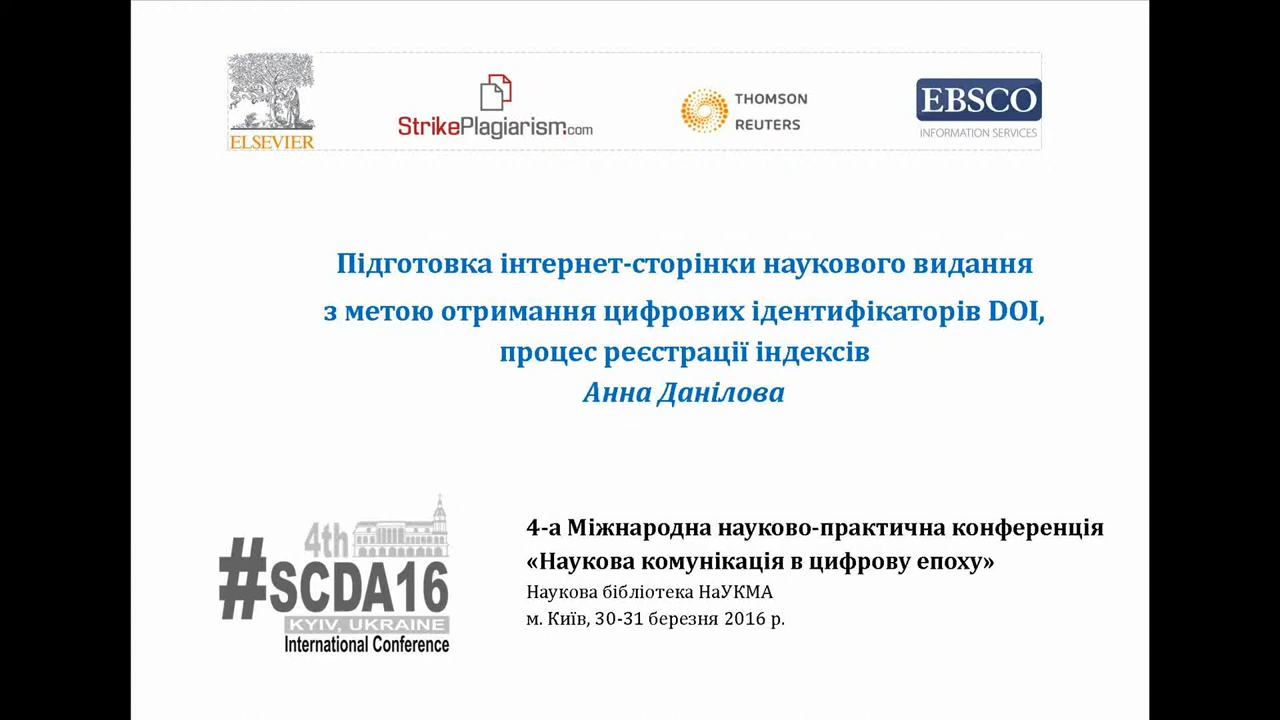 ELSEVIER
StrikePlagiarism.com
THOMSON
REUTERS
EBSCO
INFORMATION SERVICES
Підготовка інтернет-сторінки наукового видання
з метою отримання цифрових ідентифікаторів DOI,
процес реєстрації індексів
Анна Данілова
4th
#SCDA16
KYIV, UKRAINE
International Conference
4-а Міжнародна науково-практична конференція
«Наукова комунікація в цифрову епоху»
Наукова бібліотека НаУКМА
м. Київ, 30-31 березня 2016 р.